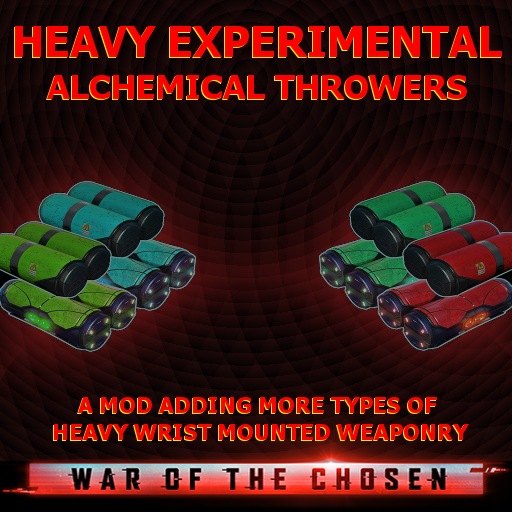 HEAVY EXPERIMENTAL
ALCHEMICAL THROWERS
A MOD ADDING MORE TYPES OF
HEAVY WRIST MOUNTED WEAPONRY
WAR OF THE CHOSEN